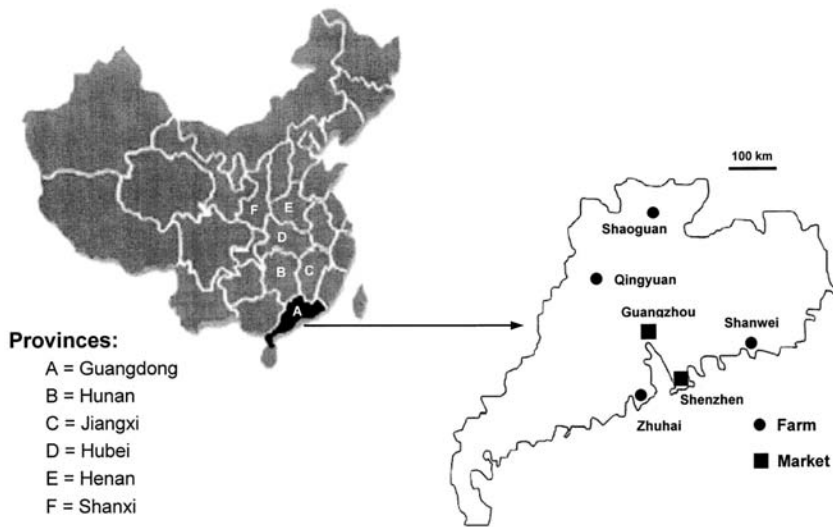 F
E
D
B
C
A
Provinces:
A = Guangdong
B = Hunan
C = Jiangxi
D = Hubei
E = Henan
F = Shanxi
100 km
Shaoguan
Qingyuan
Guangzhou
Shanwei
Shenzhen
Zhuhai
Farm
Market